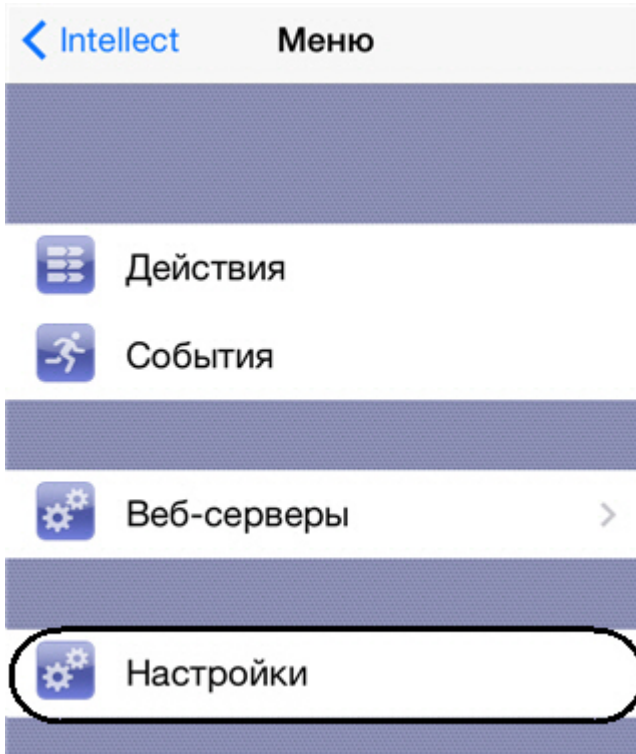 Intellect Меню
Действия
События
Веб-серверы
Настройки